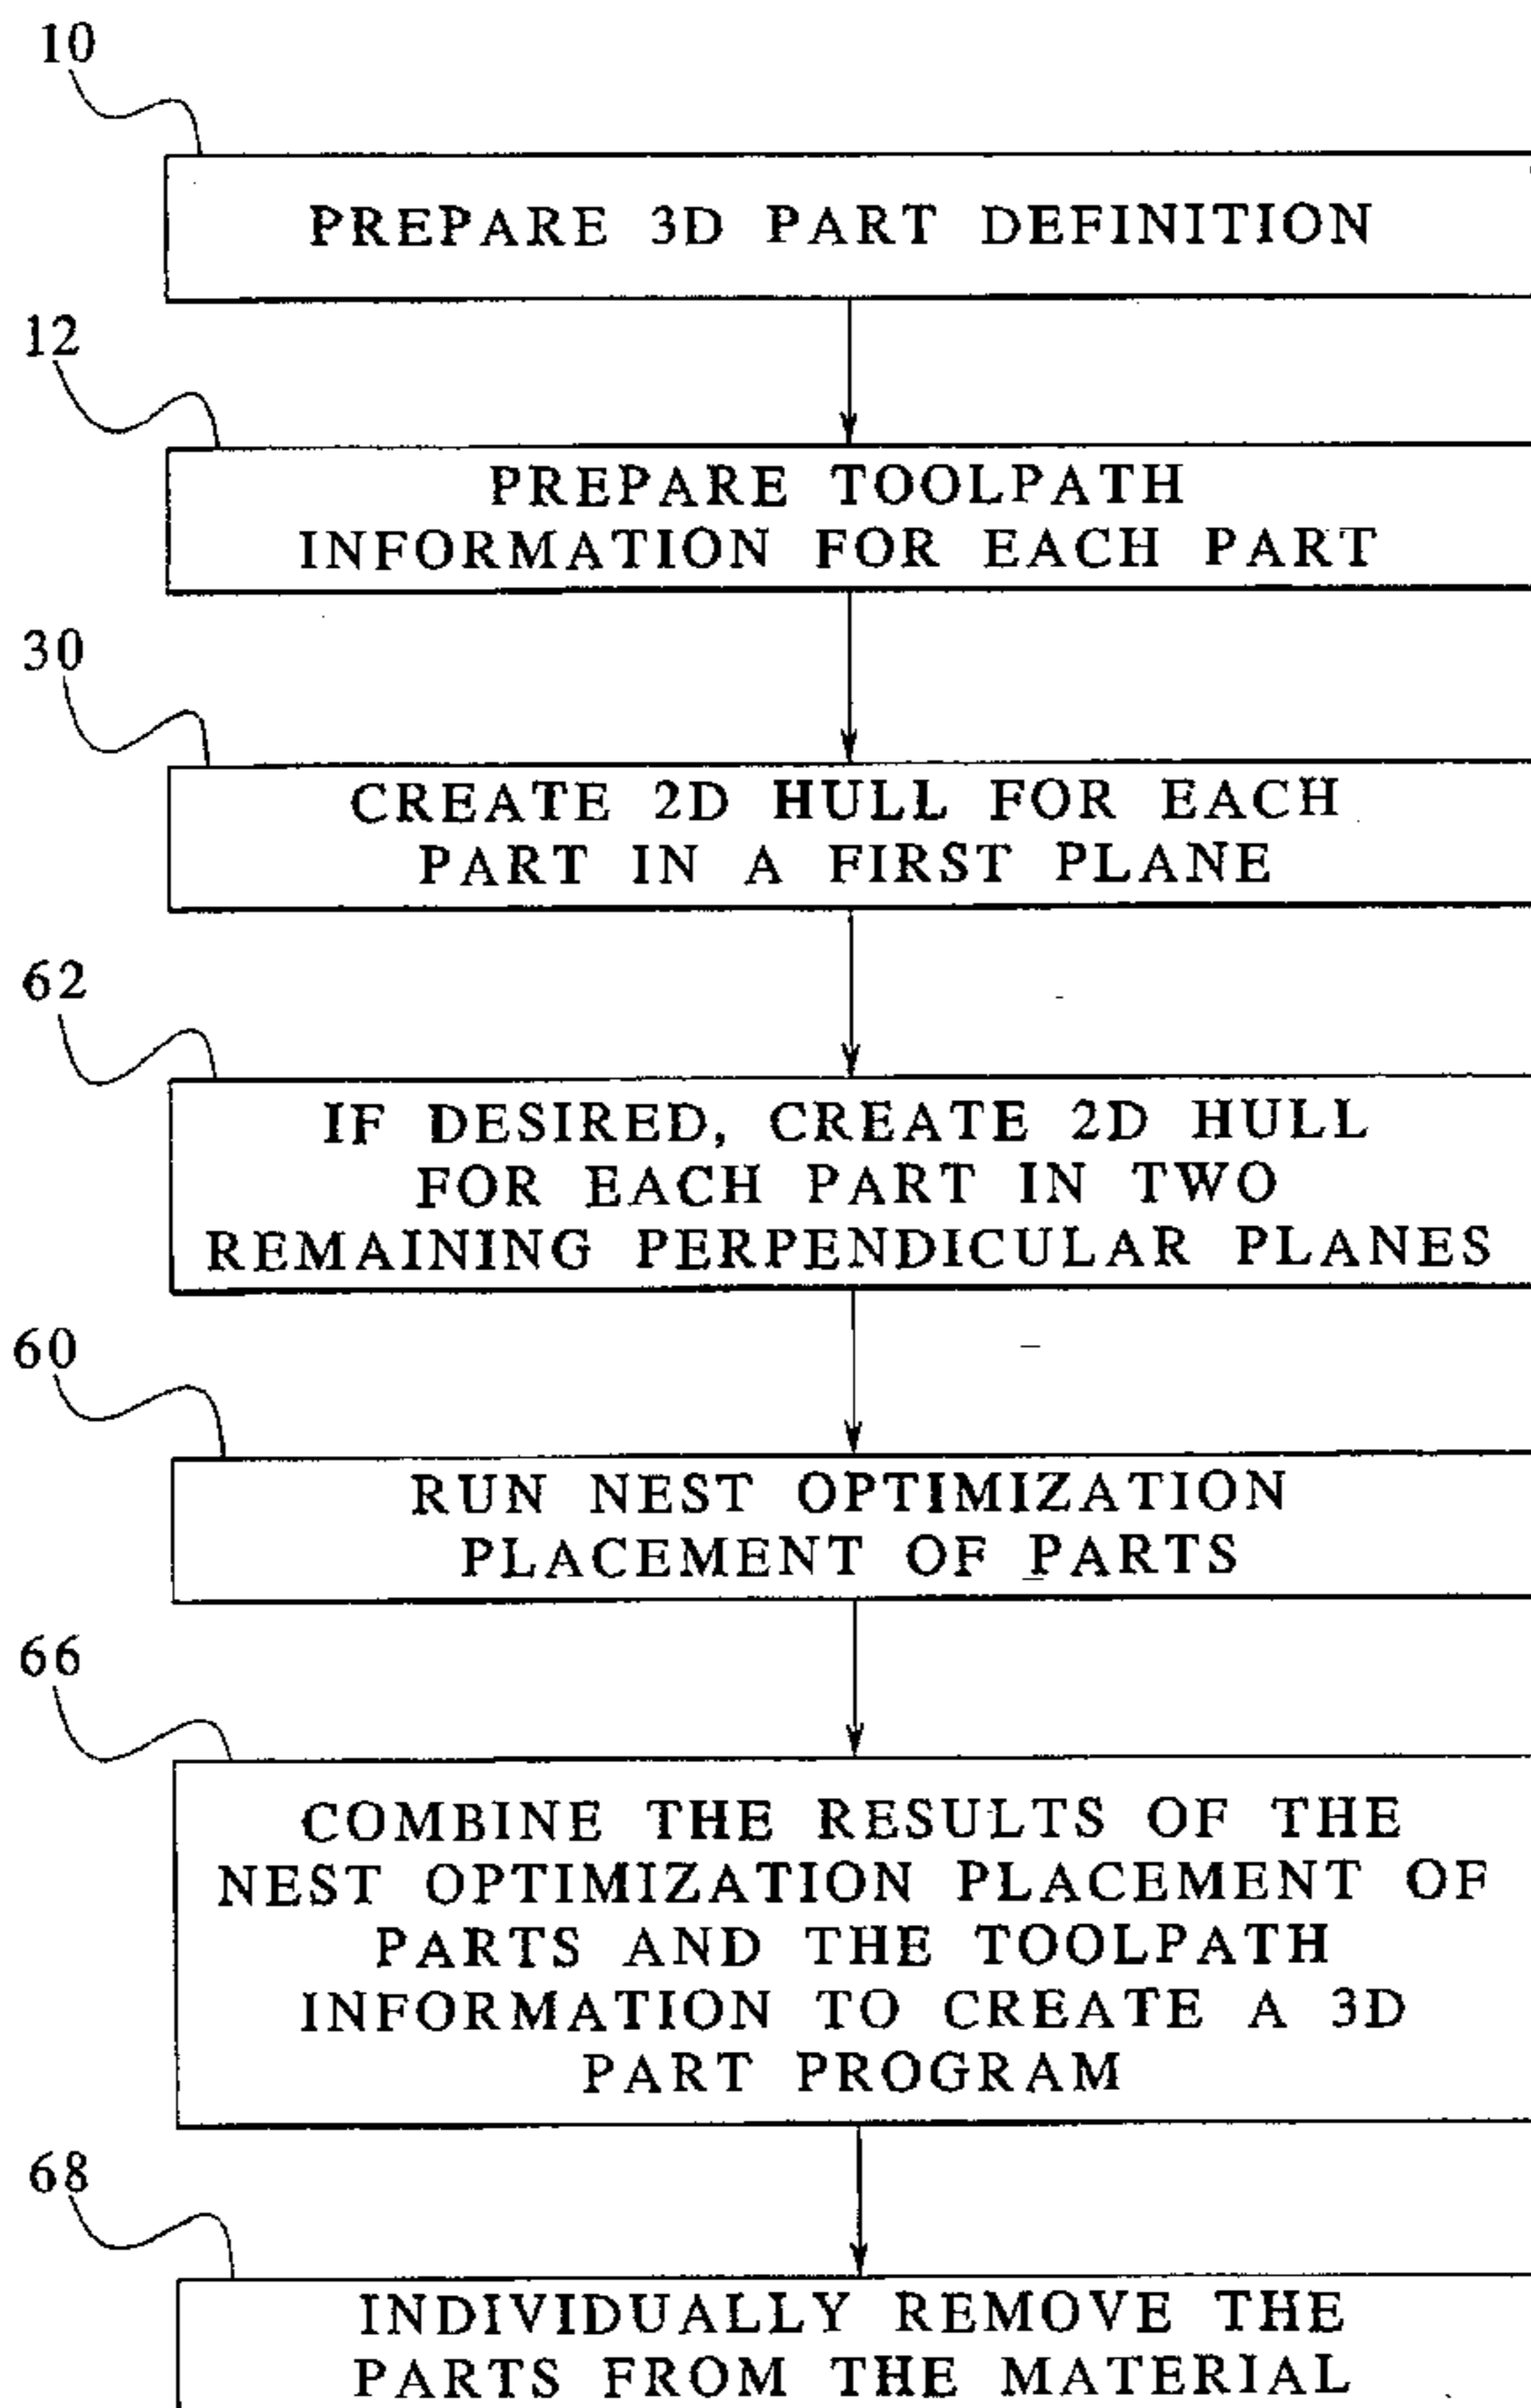 10
PREPARE 3D PART DEFINITION
12
PREPARE TOOLPATH
INFORMATION FOR EACH PART
30
CREATE 2D HULL FOR EACH
PART IN A FIRST PLANE
62
IF DESIRED, CREATE 2D HULL
FOR EACH PART IN TWO
REMAINING PERPENDICULAR PLANES
60
RUN NEST OPTIMIZATION
PLACEMENT OF PARTS
66
COMBINE THE RESULTS OF THE
NEST OPTIMIZATION PLACEMENT OF
PARTS AND THE TOOLPATH
INFORMATION TO CREATE A 3D
PART PROGRAM
68
INDIVIDUALLY REMOVE THE
PARTS FROM THE MATERIAL